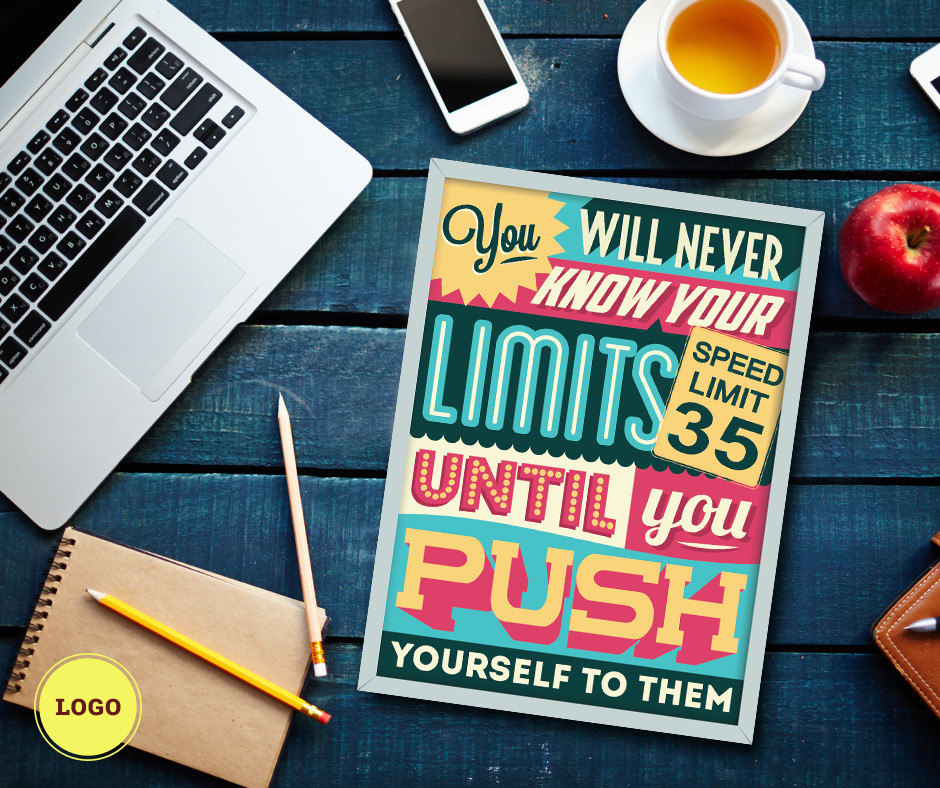 You
WILL NEVER
KNOW YOUR
LIMITS
SPEED
LIMIT
35
UNTIL you
PUSH
YOURSELF TO THEM
LOGO